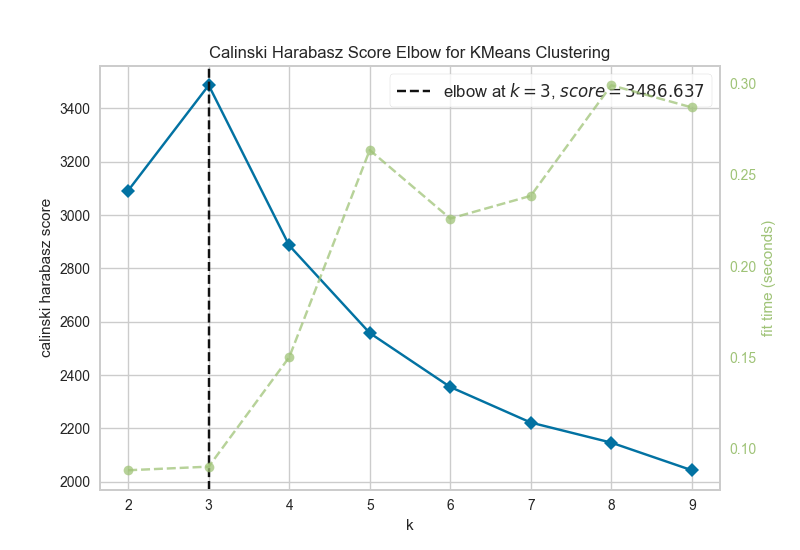 Calinski Harabasz Score Elbow for KMeans Clustering
elbow at k = 3, score = 3486.637
calinski harabasz score
3400
3200
3000
2800
2600
2400
2200
2000
2 3 4 5 6 7 8 9
k
0.30
0.25
0.20
0.15
0.10
fit time (seconds)